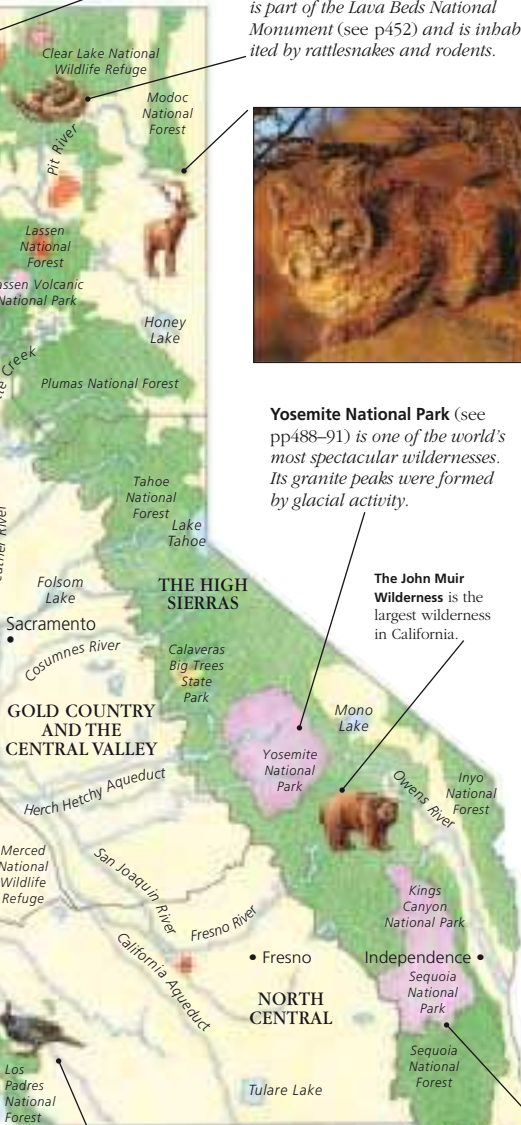 is part of the Lava Beds National
Monument (see p452) and is inhab
ited by rattlesnakes and rodents.
Clear Lake National
Wildlife Refuge
Modoc
National
Forest
Pit River
Lassen
National
Forest
assen Volcanic
National Park
Honey
Lake
Creek
Plumas National Forest
Yosemite National Park (see
pp488–91) is one of the world's
most spectacular wildernesses.
Its granite peaks were formed
by glacial activity.
Tahoe
National
Forest
Lake
Tahoe
River
The John Muir
Wilderness is the
largest wilderness
in California.
Folsom
Lake
THE HIGH
SIERRAS
Sacramento
Cosumnes River
Calaveras
Big Trees
State
Park
GOLD COUNTRY
AND THE
CENTRAL VALLEY
Mono
Lake
Yosemite
National
Park
Herch Hetchy Aqueduct
Owens River
Inyo
National
Forest
Merced
National
Wildlife
Refuge
San Joaquin River
Fresno River
California Aqueduct
Kings
Canyon
National Park
Fresno
Independence
Sequoia
National
Park
NORTH
CENTRAL
Sequoia
National
Forest
Los
Padres
National
Forest
Tulare Lake